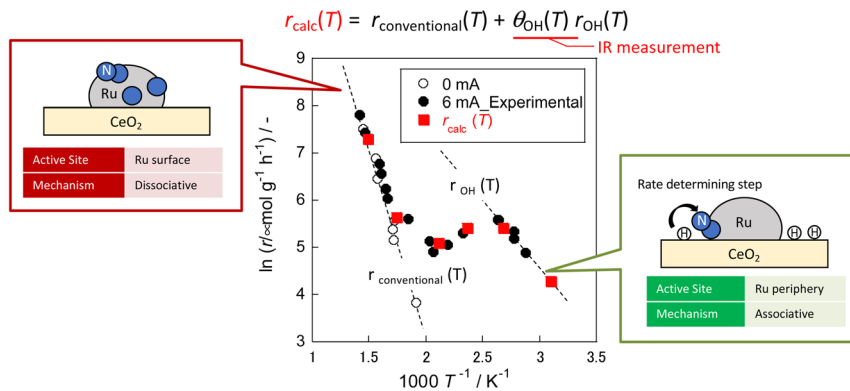 r_calc(T) = r_conventional(T) + θ_OH(T) r_OH(T)
IR measurement
N
Ru
CeO₂
Active Site Ru surface
Mechanism Dissociative
0 mA
6 mA_Experimental
r_calc (T)
r OH (T)
r conventional (T)
ln (r/∞mol g⁻¹ h⁻¹) / -
9
8
7
6
5
4
3
1 1.5 2 2.5 3 3.5
1000 T⁻¹ / K⁻¹
Rate determining step
N
Ru
H H H
CeO₂
Active Site Ru periphery
Mechanism Associative